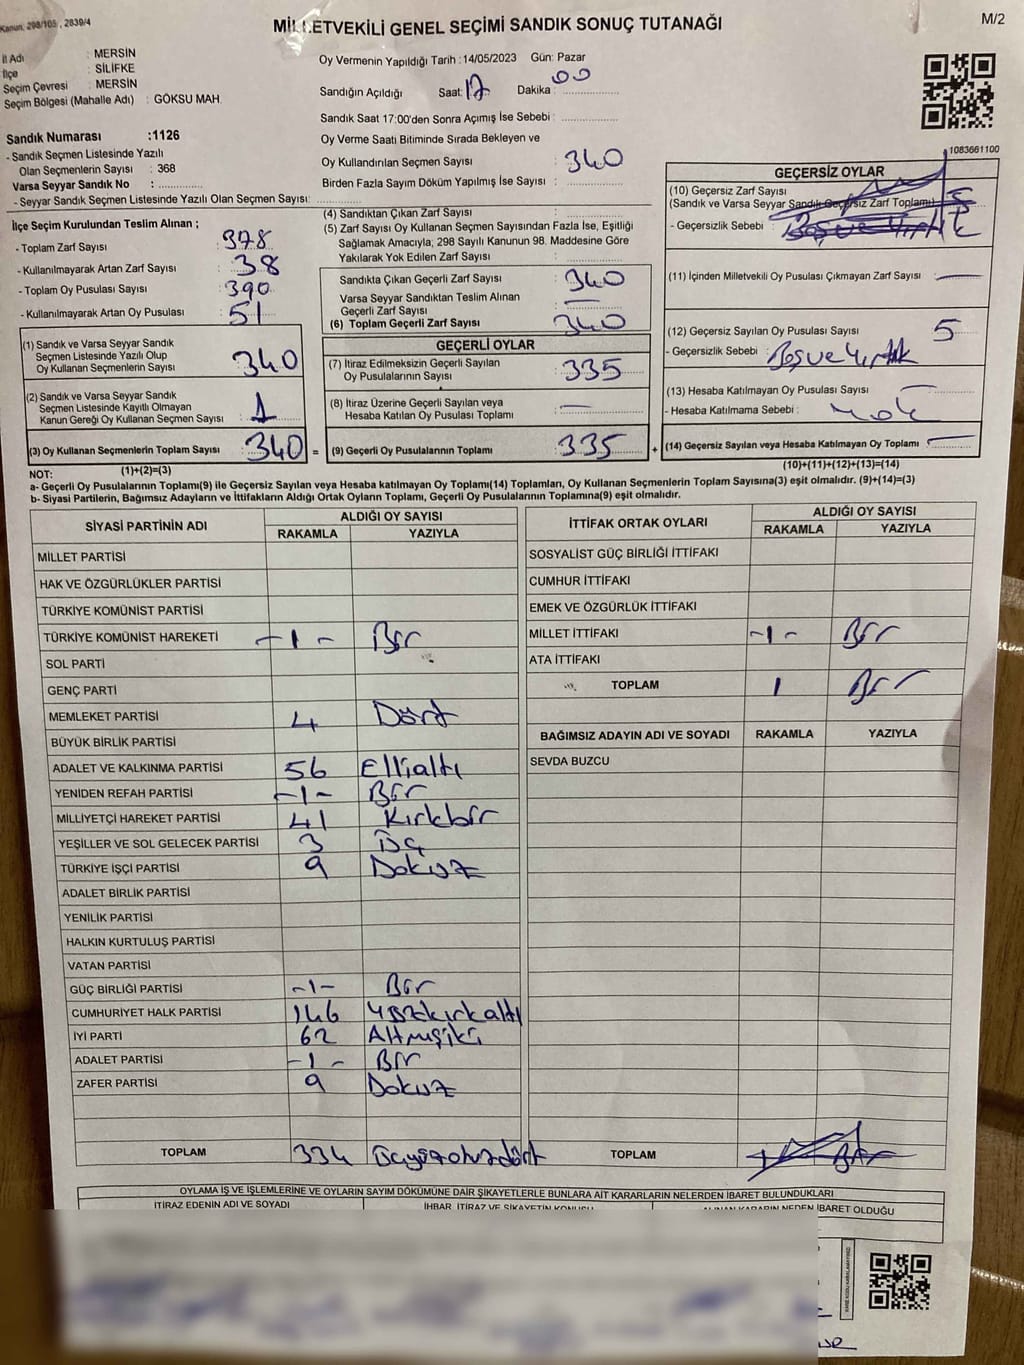 Kanun: 298/105 , 2839/4
MİLLETVEKİLİ GENEL SEÇİMİ SANDIK SONUÇ TUTANAĞI
M/2
İl Adı : MERSİN
İlçe : SİLİFKE
Seçim Çevresi : MERSİN
Seçim Bölgesi (Mahalle Adı) : GÖKSU MAH.
Oy Vermenin Yapıldığı Tarih :14/05/2023 Gün: Pazar
Sandığın Açıldığı Saat: 17 Dakika : 00
Sandık Saat 17:00'den Sonra Açımış İse Sebebi :
Sandık Numarası :1126
- Sandık Seçmen Listesinde Yazılı
Olan Seçmenlerin Sayısı : 368
Varsa Seyyar Sandık No :
- Seyyar Sandık Seçmen Listesinde Yazılı Olan Seçmen Sayısı:
Oy Verme Saati Bitiminde Sırada Bekleyen ve
Oy Kullandırılan Seçmen Sayısı : 340
Birden Fazla Sayım Döküm Yapılmış İse Sayısı :
1083661100
İlçe Seçim Kurulundan Teslim Alınan ;
- Toplam Zarf Sayısı : 378
- Kullanılmayarak Artan Zarf Sayısı : 38
- Toplam Oy Pusulası Sayısı : 390
- Kullanılmayarak Artan Oy Pusulası : 51
(1) Sandık ve Varsa Seyyar Sandık
Seçmen Listesinde Yazılı Olup
Oy Kullanan Seçmenlerin Sayısı : 340
(2) Sandık ve Varsa Seyyar Sandık
Seçmen Listesinde Kayıtlı Olmayan
Kanun Gereği Oy Kullanan Seçmen Sayısı : 1
(3) Oy Kullanan Seçmenlerin Toplam Sayısı : 340 =
(1)+(2)=(3)
(4) Sandıktan Çıkan Zarf Sayısı :
(5) Zarf Sayısı Oy Kullanan Seçmen Sayısından Fazla İse, Eşitliği
Sağlamak Amacıyla; 298 Sayılı Kanunun 98. Maddesine Göre
Yakılarak Yok Edilen Zarf Sayısı :
Sandıkta Çıkan Geçerli Zarf Sayısı : 340
Varsa Seyyar Sandıktan Teslim Alınan
Geçerli Zarf Sayısı : —
(6) Toplam Geçerli Zarf Sayısı : 340
GEÇERLİ OYLAR
(7) İtiraz Edilmeksizin Geçerli Sayılan
Oy Pusulalarının Sayısı : 335
(8) İtiraz Üzerine Geçerli Sayılan veya
Hesaba Katılan Oy Pusulası Toplamı : —
(9) Geçerli Oy Pusulalarının Toplamı : 335 +
GEÇERSİZ OYLAR
(10) Geçersiz Zarf Sayısı
(Sandık ve Varsa Seyyar Sandık Geçersiz Zarf Toplamı) :
- Geçersizlik Sebebi :
(11) İçinden Milletvekili Oy Pusulası Çıkmayan Zarf Sayısı : —
(12) Geçersiz Sayılan Oy Pusulası Sayısı : 5
- Geçersizlik Sebebi : Boş ve Yırtık
(13) Hesaba Katılmayan Oy Pusulası Sayısı : —
- Hesaba Katılmama Sebebi : Yok
(14) Geçersiz Sayılan veya Hesaba Katılmayan Oy Toplamı : —
(10)+(11)+(12)+(13)=(14)
NOT:
a- Geçerli Oy Pusulalarının Toplamı(9) ile Geçersiz Sayılan veya Hesaba Katılmayan Oy Toplamı(14) Toplamları, Oy Kullanan Seçmenlerin Toplam Sayısına(3) eşit olmalıdır. (9)+(14)=(3)
b- Siyasi Partilerin, Bağımsız Adayların ve İttifakların Aldığı Ortak Oyların Toplamı, Geçerli Oy Pusulalarının Toplamına(9) eşit olmalıdır.
SİYASİ PARTİNİN ADI ALDIĞI OY SAYISI
RAKAMLA YAZIYLA
MİLLET PARTİSİ
HAK VE ÖZGÜRLÜKLER PARTİSİ
TÜRKİYE KOMÜNİST PARTİSİ
TÜRKİYE KOMÜNİST HAREKETİ -1- Bir
SOL PARTİ
GENÇ PARTİ
MEMLEKET PARTİSİ 4 Dört
BÜYÜK BİRLİK PARTİSİ
ADALET VE KALKINMA PARTİSİ 56 Ellialtı
YENİDEN REFAH PARTİSİ -1- Bir
MİLLİYETÇİ HAREKET PARTİSİ 41 Kırkbir
YEŞİLLER VE SOL GELECEK PARTİSİ 3 Üç
TÜRKİYE İŞÇİ PARTİSİ 9 Dokuz
ADALET BİRLİK PARTİSİ
YENİLİK PARTİSİ
HALKIN KURTULUŞ PARTİSİ
VATAN PARTİSİ
GÜÇ BİRLİĞİ PARTİSİ -1- Bir
CUMHURİYET HALK PARTİSİ 146 Yüzkırkaltı
İYİ PARTİ 62 Altmışiki
ADALET PARTİSİ -1- Bir
ZAFER PARTİSİ 9 Dokuz
TOPLAM 334 Üçyüzotuzdört
İTTİFAK ORTAK OYLARI ALDIĞI OY SAYISI
RAKAMLA YAZIYLA
SOSYALİST GÜÇ BİRLİĞİ İTTİFAKI
CUMHUR İTTİFAKI
EMEK VE ÖZGÜRLÜK İTTİFAKI
MİLLET İTTİFAKI -1- Bir
ATA İTTİFAKI
TOPLAM 1 Bir
BAĞIMSIZ ADAYIN ADI VE SOYADI RAKAMLA YAZIYLA
SEVDA BUZCU
TOPLAM
OYLAMA İŞ VE İŞLEMLERİNE VE OYLARIN SAYIM DÖKÜMÜNE DAİR ŞİKAYETLERLE BUNLARA AİT KARARLARIN NELERDEN İBARET BULUNDUKLARI
İTİRAZ EDENİN ADI VE SOYADI
İHBAR, İTİRAZ VE ŞİKAYETİN KONUSU
ALINAN KARARIN NEDEN İBARET OLDUĞU